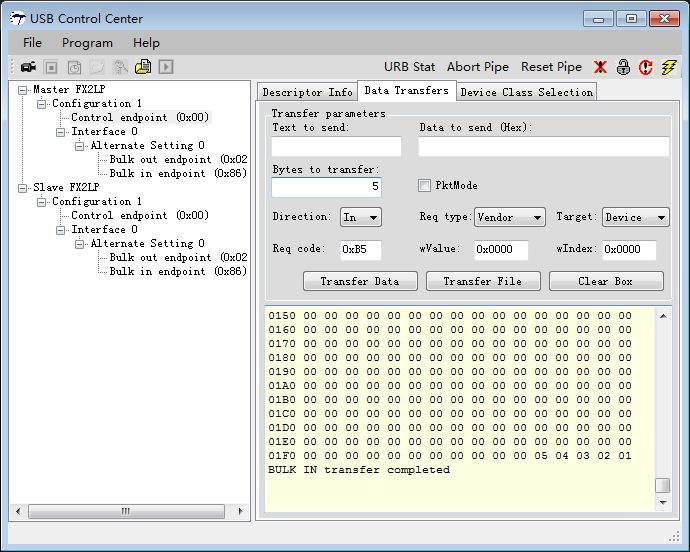 USB Control Center
File Program Help
URB Stat Abort Pipe Reset Pipe
Master FX2LP
Configuration 1
Control endpoint (0x00)
Interface 0
Alternate Setting 0
Bulk out endpoint (0x02
Bulk in endpoint (0x86)
Slave FX2LP
Configuration 1
Control endpoint (0x00)
Interface 0
Alternate Setting 0
Bulk out endpoint (0x02
Bulk in endpoint (0x86)
Descriptor Info Data Transfers Device Class Selection
Transfer parameters
Text to send: Data to send (Hex):
Bytes to transfer:
5 PktMode
Direction: In Req type: Vendor Target: Device
Req code: 0xB5 wValue: 0x0000 wIndex: 0x0000
Transfer Data Transfer File Clear Box
0150 00 00 00 00 00 00 00 00 00 00 00 00 00 00 00 00
0160 00 00 00 00 00 00 00 00 00 00 00 00 00 00 00 00
0170 00 00 00 00 00 00 00 00 00 00 00 00 00 00 00 00
0180 00 00 00 00 00 00 00 00 00 00 00 00 00 00 00 00
0190 00 00 00 00 00 00 00 00 00 00 00 00 00 00 00 00
01A0 00 00 00 00 00 00 00 00 00 00 00 00 00 00 00 00
01B0 00 00 00 00 00 00 00 00 00 00 00 00 00 00 00 00
01C0 00 00 00 00 00 00 00 00 00 00 00 00 00 00 00 00
01D0 00 00 00 00 00 00 00 00 00 00 00 00 00 00 00 00
01E0 00 00 00 00 00 00 00 00 00 00 00 00 00 00 00 00
01F0 00 00 00 00 00 00 00 00 00 00 00 05 04 03 02 01
BULK IN transfer completed